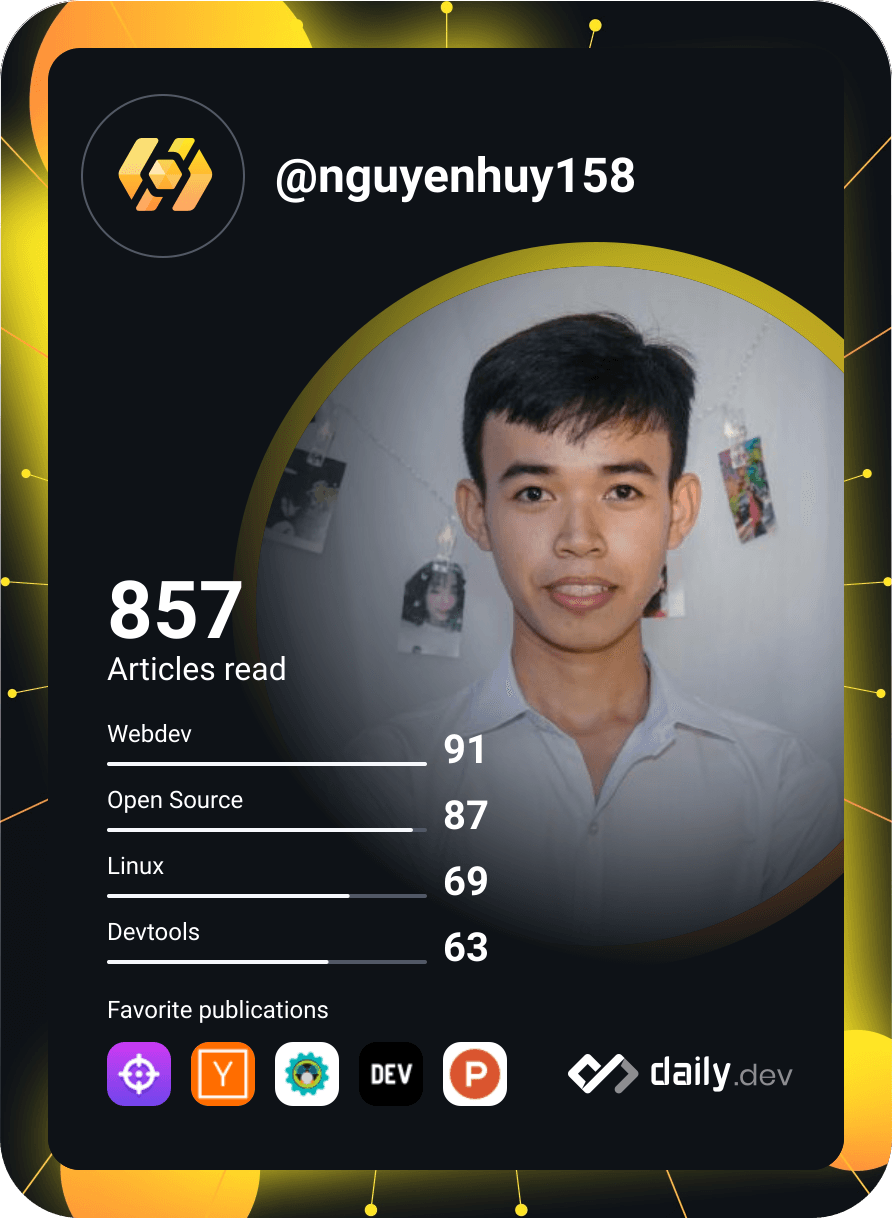 @nguyenhuy158
857
Articles read
Webdev
91
Open Source
87
Linux
69
Devtools
63
Favorite publications
Y
DEV
P
daily.dev